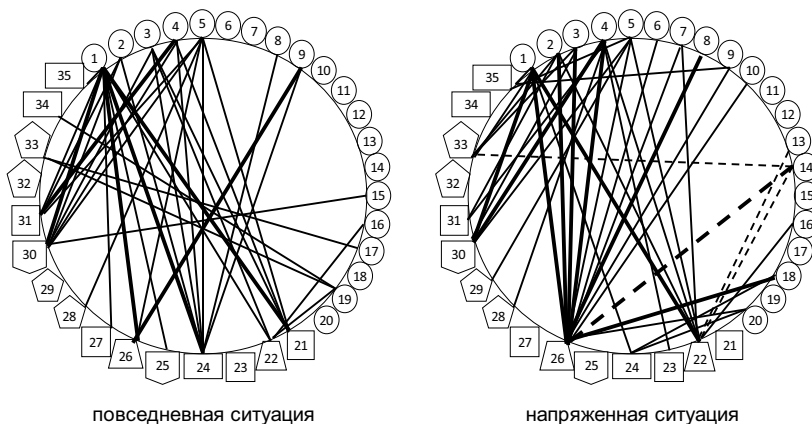 1 2 3 4 5 6 7 8 9 10 11 12 13 14 15 16 17 18 19 20 21 22 23 24 25 26 27 28 29 30 31 32 33 34 35
1 2 3 4 5 6 7 8 9 10 11 12 13 14 15 16 17 18 19 20 21 22 23 24 25 26 27 28 29 30 31 32 33 34 35
повседневная ситуация
напряженная ситуация